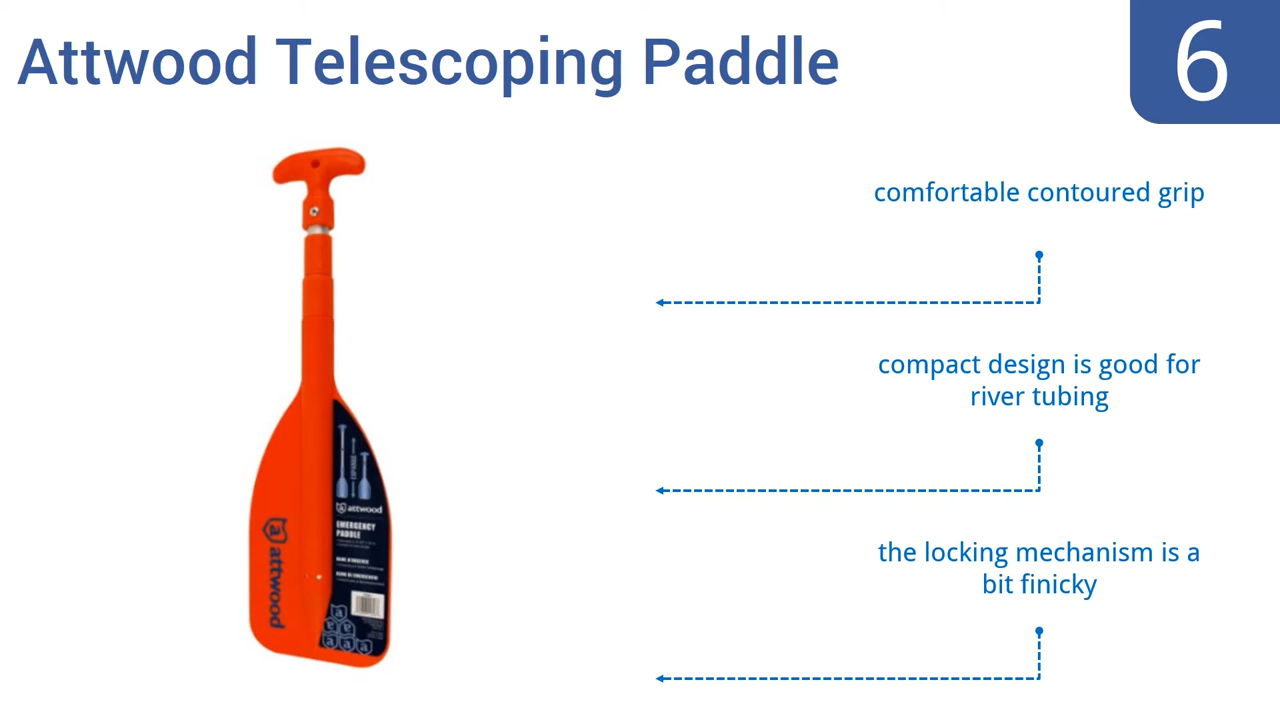 Attwood Telescoping Paddle
6
comfortable contoured grip
compact design is good for
river tubing
the locking mechanism is a
bit finicky
attwood
EMERGENCY
PADDLE
attwood